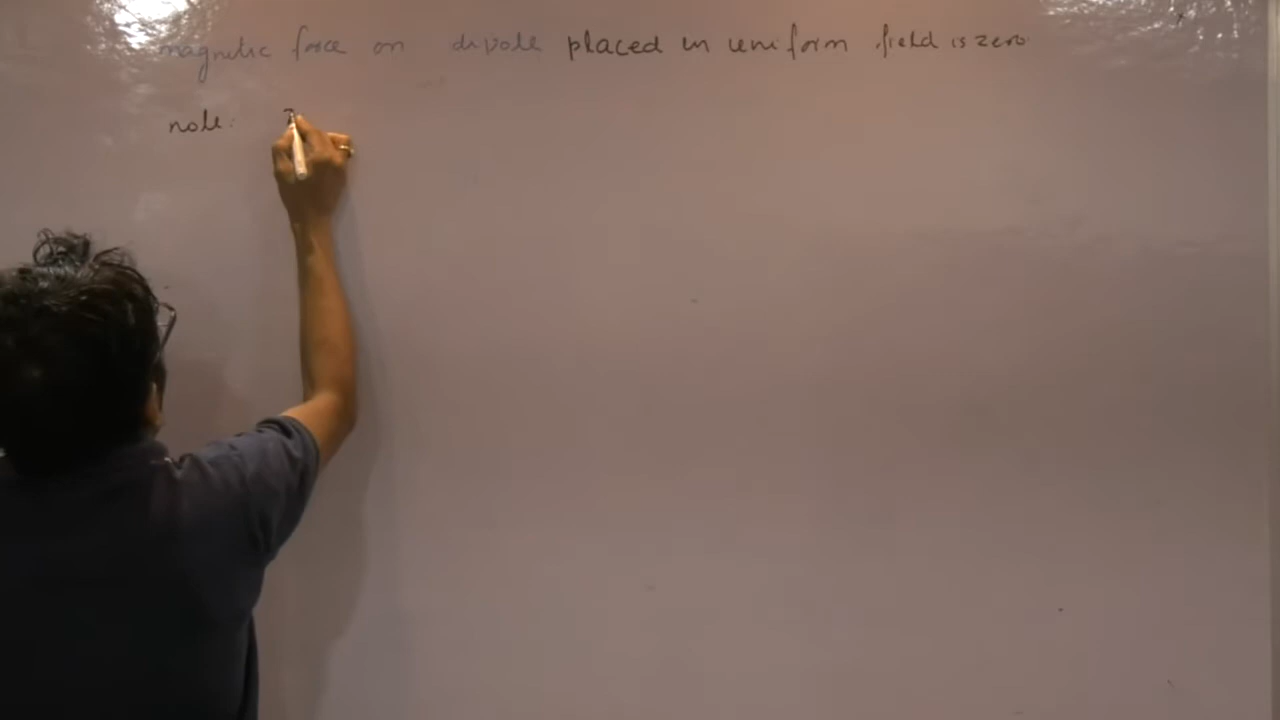 magnetic force on dipole placed in uniform field is zero
note: